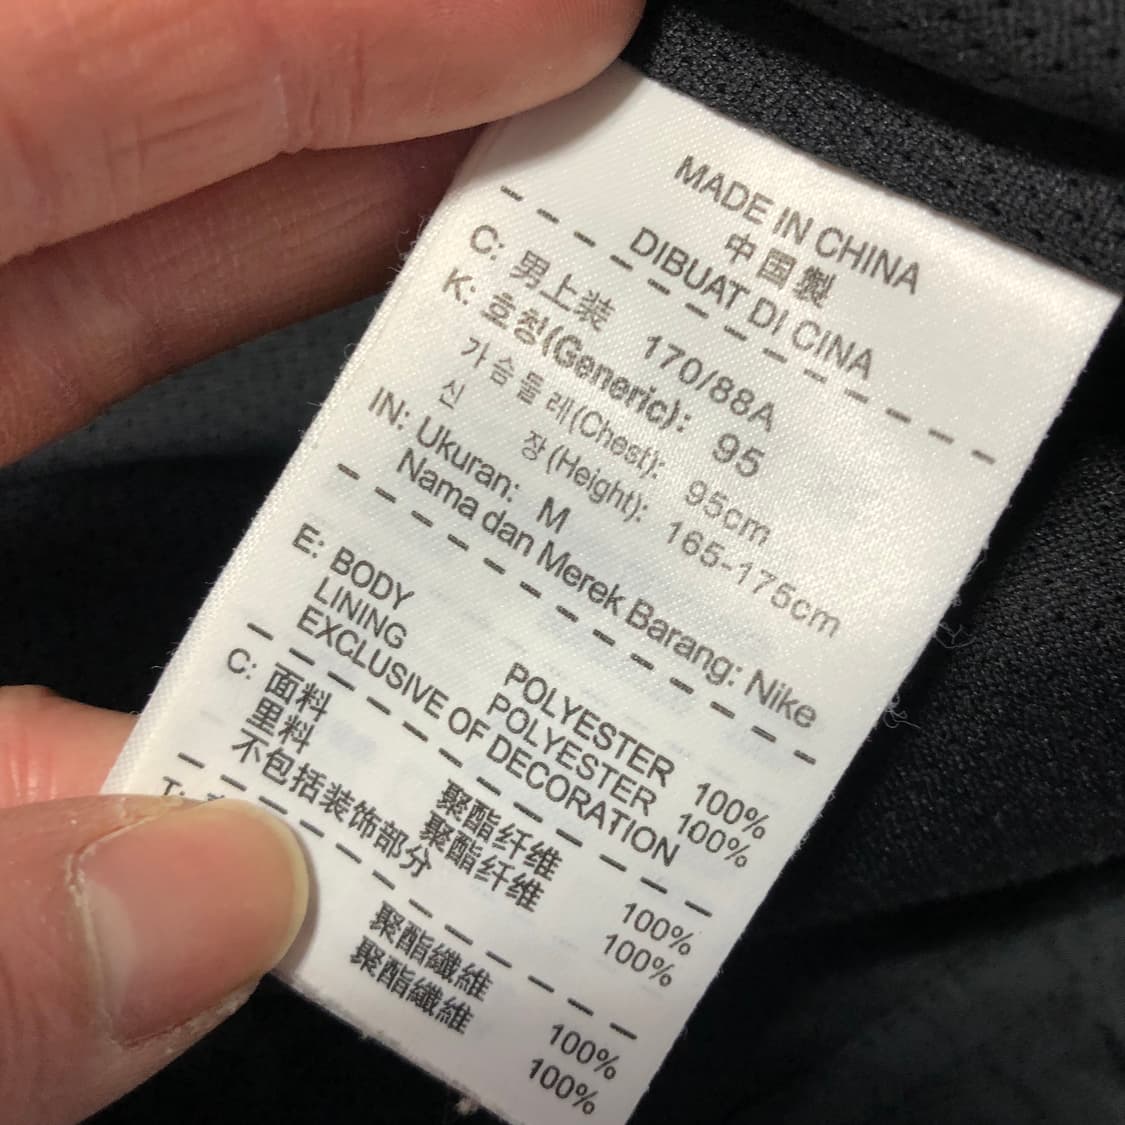 MADE IN CHINA
中国製
DIBUAT DI CINA
C: 男上装 170/88A
K: 호칭(Generic): 95
가슴둘레(Chest): 95cm
신 장(Height): 165-175cm
IN: Ukuran: M
Nama dan Merek Barang: Nike
E: BODY POLYESTER 100%
LINING POLYESTER 100%
EXCLUSIVE OF DECORATION
C: 面料 聚酯纤维 100%
里料 聚酯纤维 100%
不包括装饰部分
T: 聚酯纖維 100%
聚酯纖維 100%